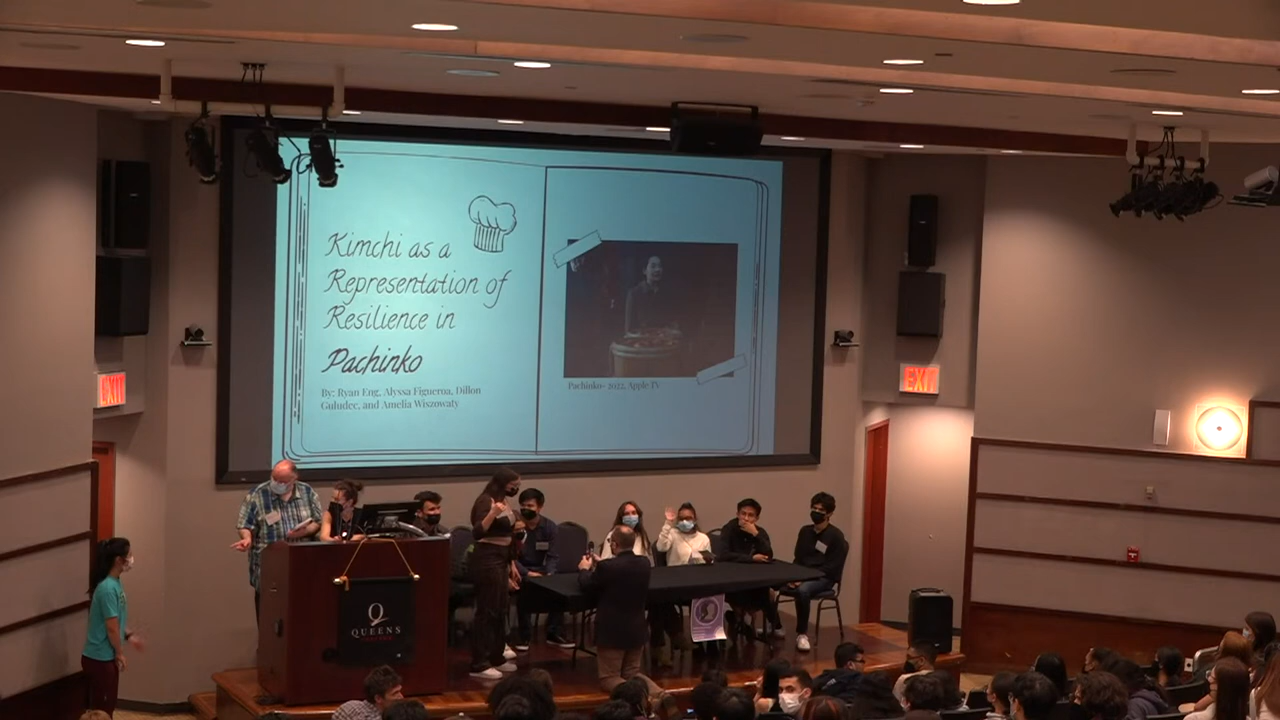 Kimchi as a
Representation of
Resilience in
Pachinko
By: Ryan Eng, Alyssa Figueroa, Dillon
Guludec, and Amelia Wiszowaty
Pachinko- 2022, Apple TV
EXIT
EXIT
Q
QUEENS